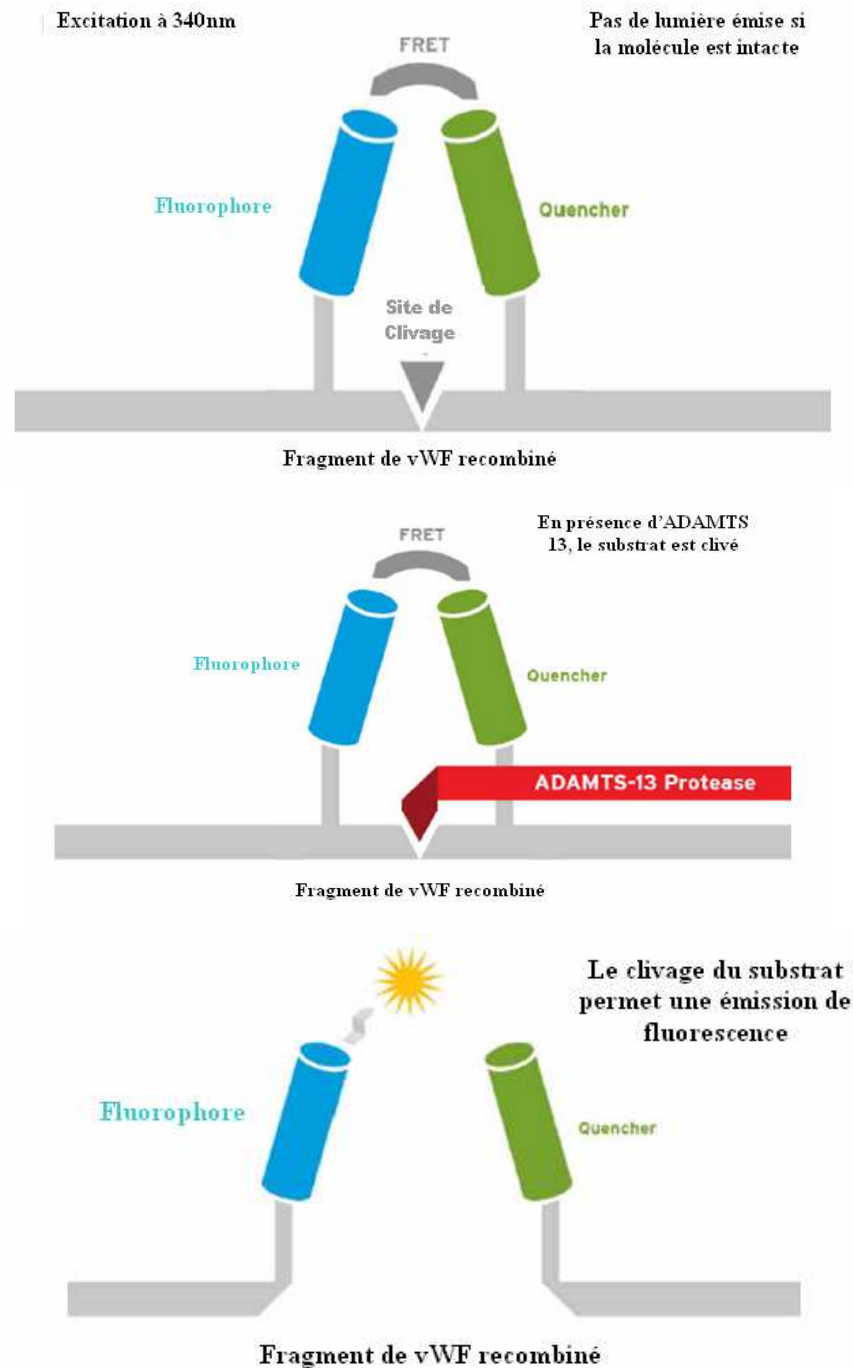 Excitation à 340nm
Pas de lumière émise si
la molécule est intacte
FRET
Fluorophore
Quencher
Site de
Clivage
Fragment de vWF recombiné
En présence d'ADAMTS
13, le substrat est clivé
FRET
Fluorophore
Quencher
ADAMTS-13 Protease
Fragment de vWF recombiné
Le clivage du substrat
permet une émission de
fluorescence
Fluorophore
Quencher
Fragment de vWF recombiné